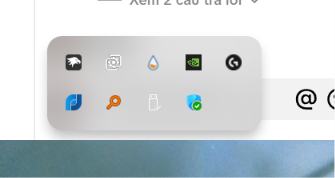 Xem 2 câu trả lời
@